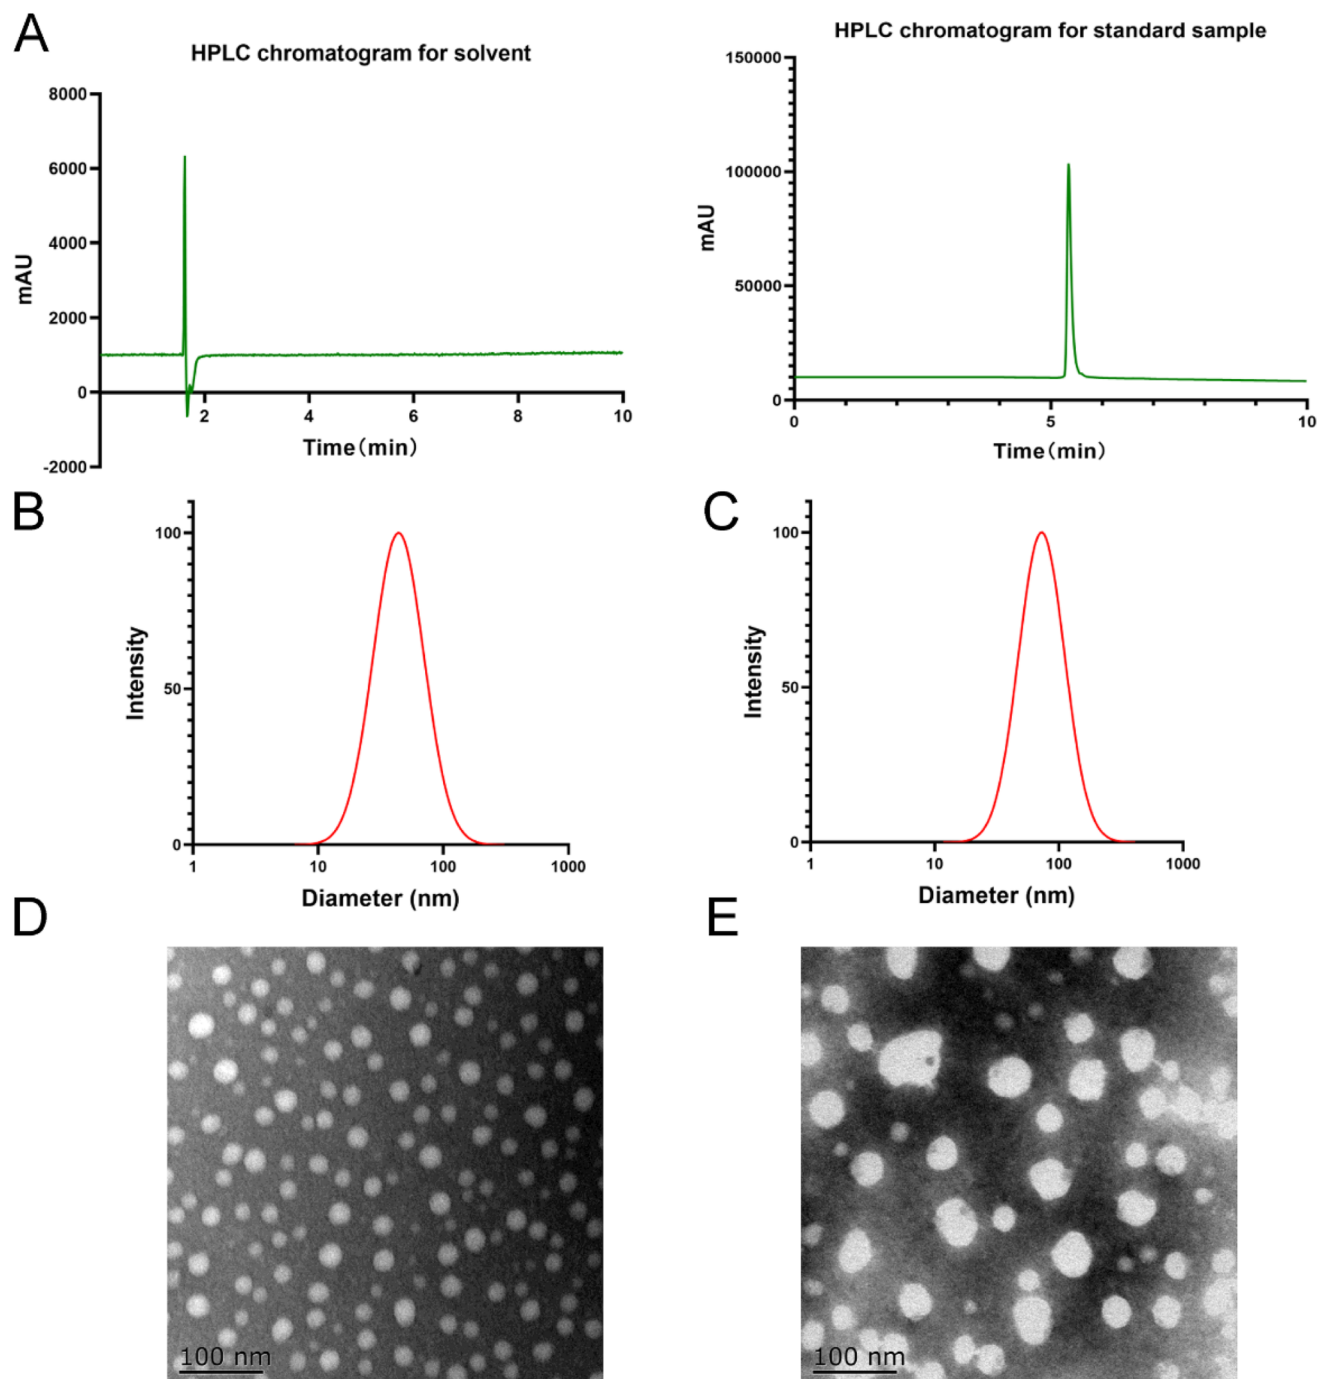 A
HPLC chromatogram for solvent
8000
6000
4000
2000
0
-2000
mAU
2
4
6
8
10
Time(min)
HPLC chromatogram for standard sample
150000
100000
50000
0
mAU
0
5
10
Time(min)
B
100
50
0
Intensity
1
10
100
1000
Diameter (nm)
C
100
50
0
Intensity
1
10
100
1000
Diameter (nm)
D
100 nm
E
100 nm